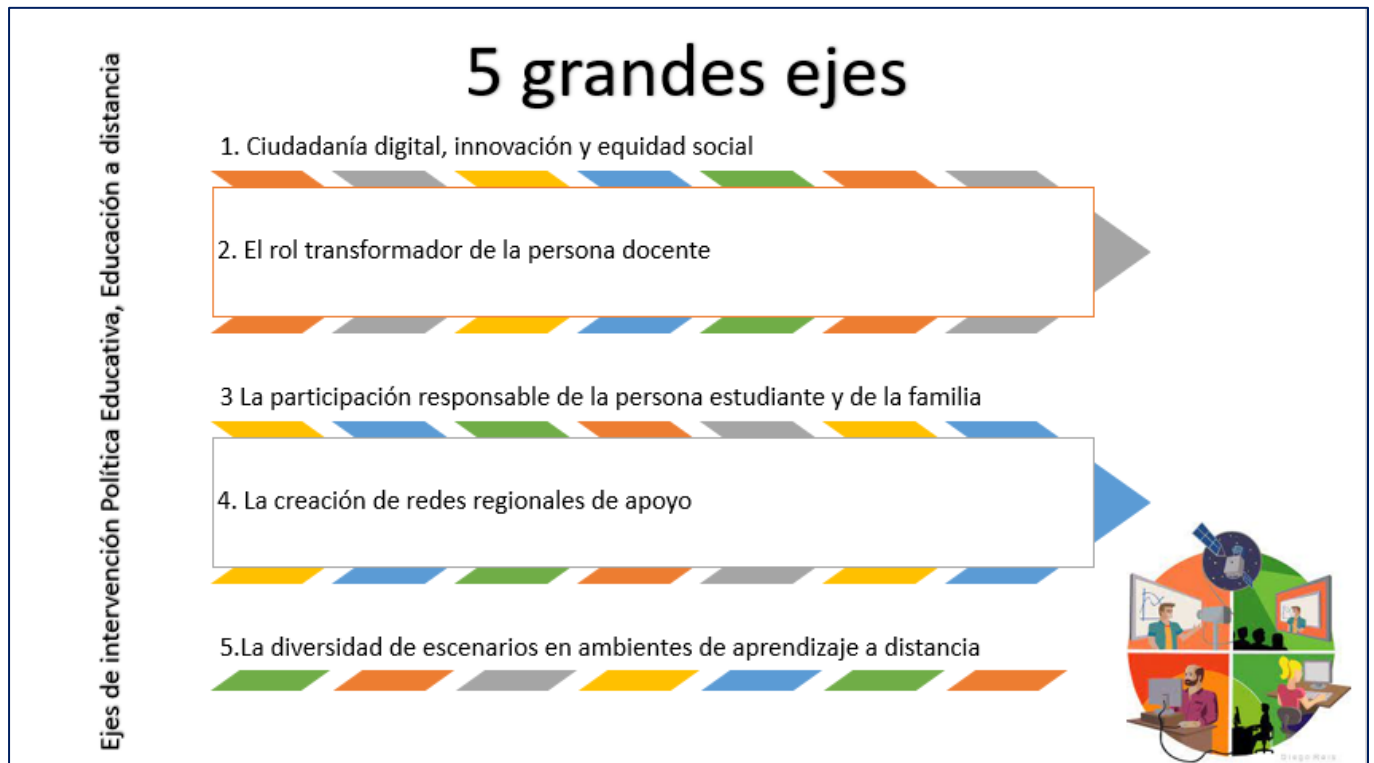 5 grandes ejes
Ejes de intervención Política Educativa, Educación a distancia
1. Ciudadanía digital, innovación y equidad social
2. El rol transformador de la persona docente
3 La participación responsable de la persona estudiante y de la familia
4. La creación de redes regionales de apoyo
5.La diversidad de escenarios en ambientes de aprendizaje a distancia